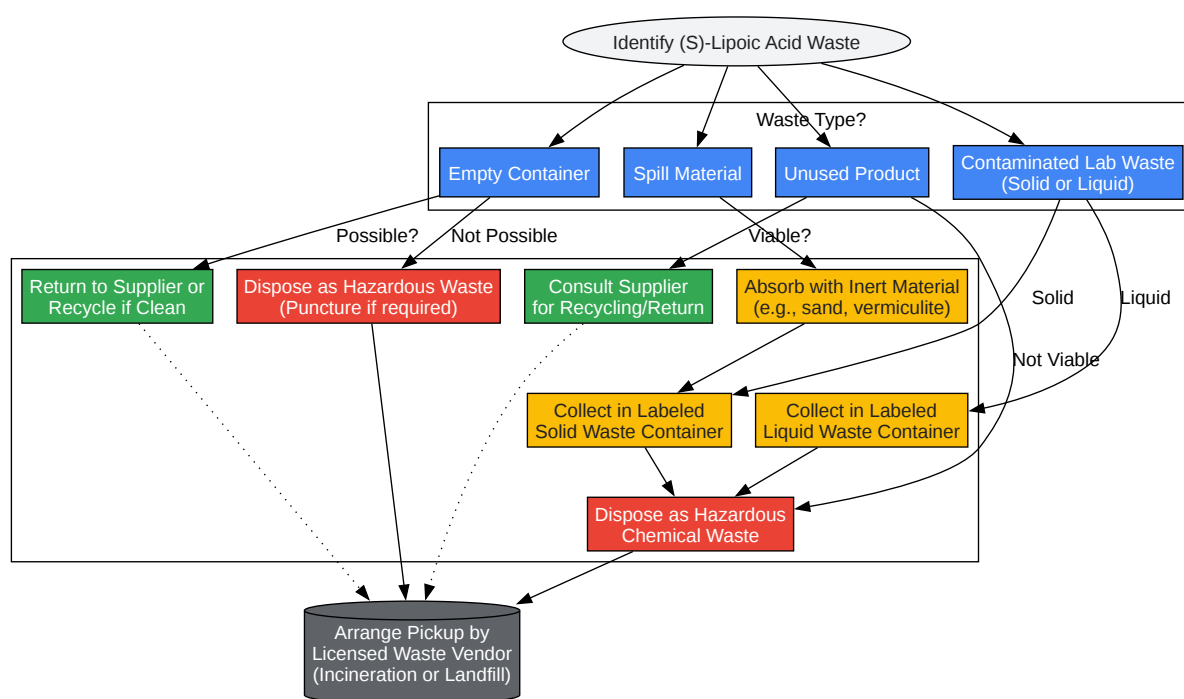 Identify (S)-Lipoic Acid Waste
Waste Type?
Empty Container
Spill Material
Unused Product
Contaminated Lab Waste
(Solid or Liquid)
Possible?
Not Possible
Viable?
Return to Supplier or
Recycle if Clean
Dispose as Hazardous Waste
(Puncture if required)
Consult Supplier
for Recycling/Return
Absorb with Inert Material
(e.g., sand, vermiculite)
Solid
Liquid
Not Viable
Collect in Labeled
Solid Waste Container
Collect in Labeled
Liquid Waste Container
Dispose as Hazardous
Chemical Waste
Arrange Pickup by
Licensed Waste Vendor
(Incineration or Landfill)